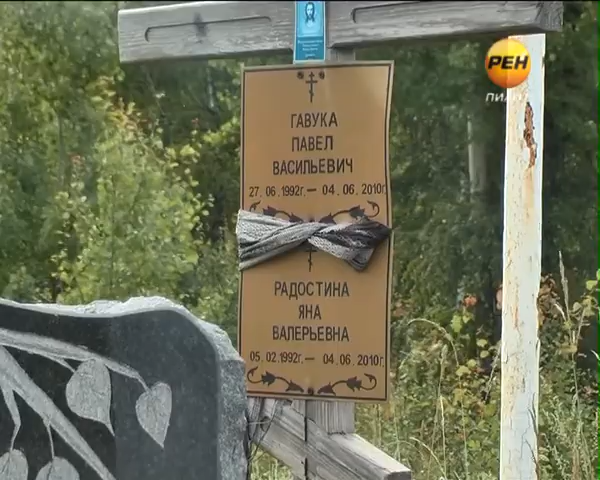 РЕН
ГАВУКА
ПАВЕЛ
ВАСИЛЬЕВИЧ
27.06.1992г.— 04.06.2010г.
РАДОСТИНА
ЯНА
ВАЛЕРЬЕВНА
05.02.1992г.— 04.06.2010г.